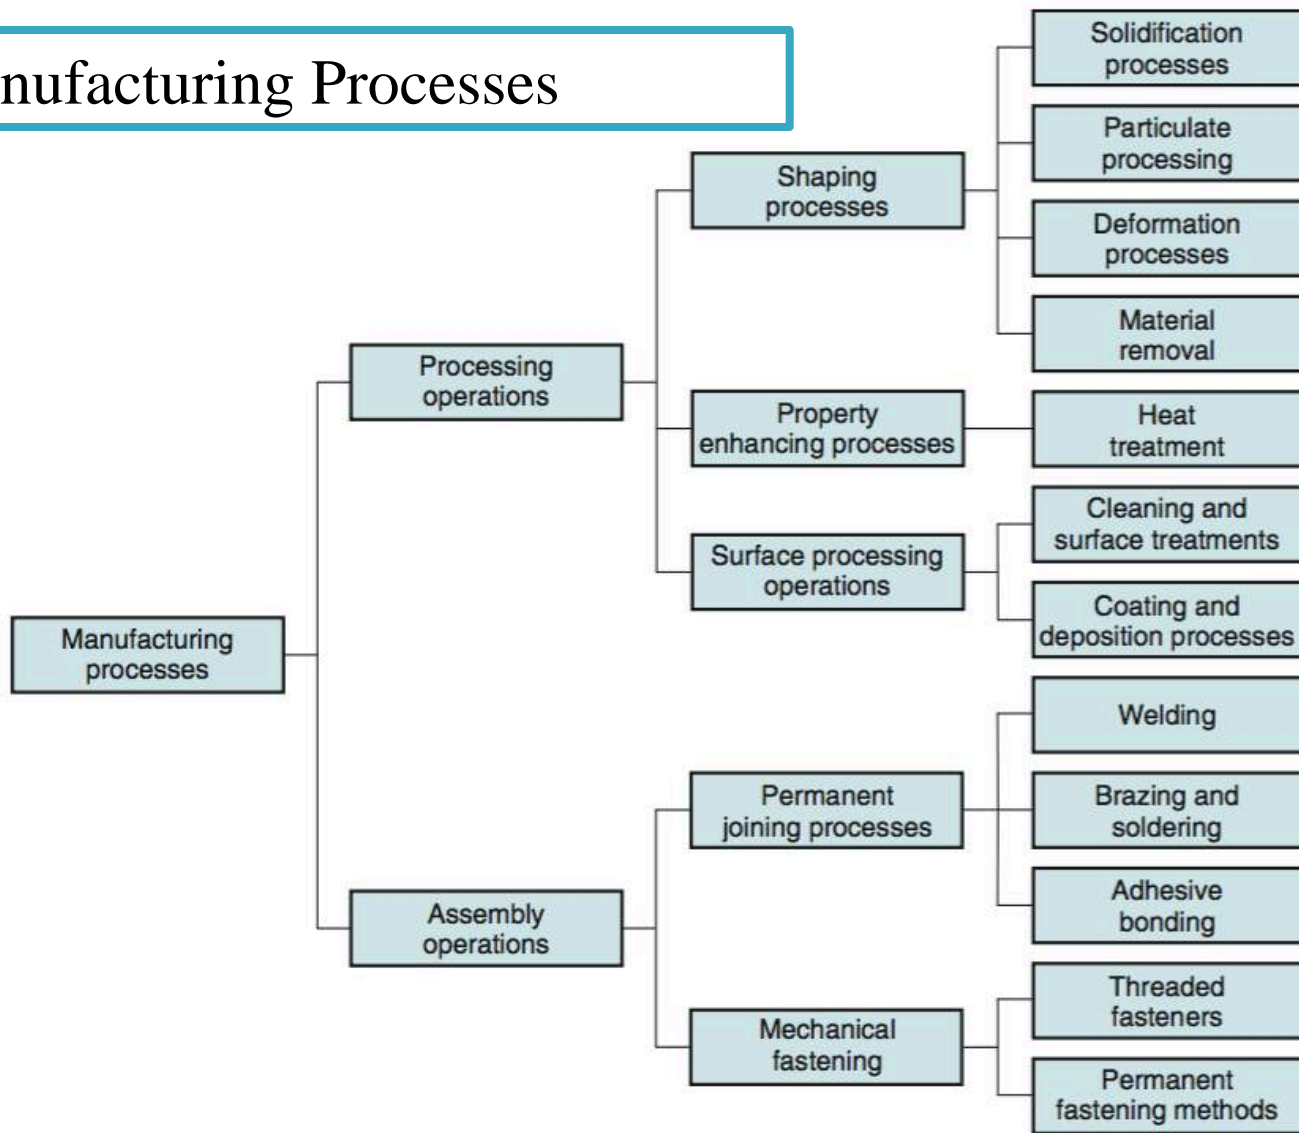 nufacturing Processes
Solidification
processes
Particulate
processing
Shaping
processes
Deformation
processes
Material
removal
Processing
operations
Property
enhancing processes
Heat
treatment
Cleaning and
surface treatments
Surface processing
operations
Coating and
deposition processes
Manufacturing
processes
Welding
Permanent
joining processes
Brazing and
soldering
Adhesive
bonding
Assembly
operations
Threaded
fasteners
Mechanical
fastening
Permanent
fastening methods